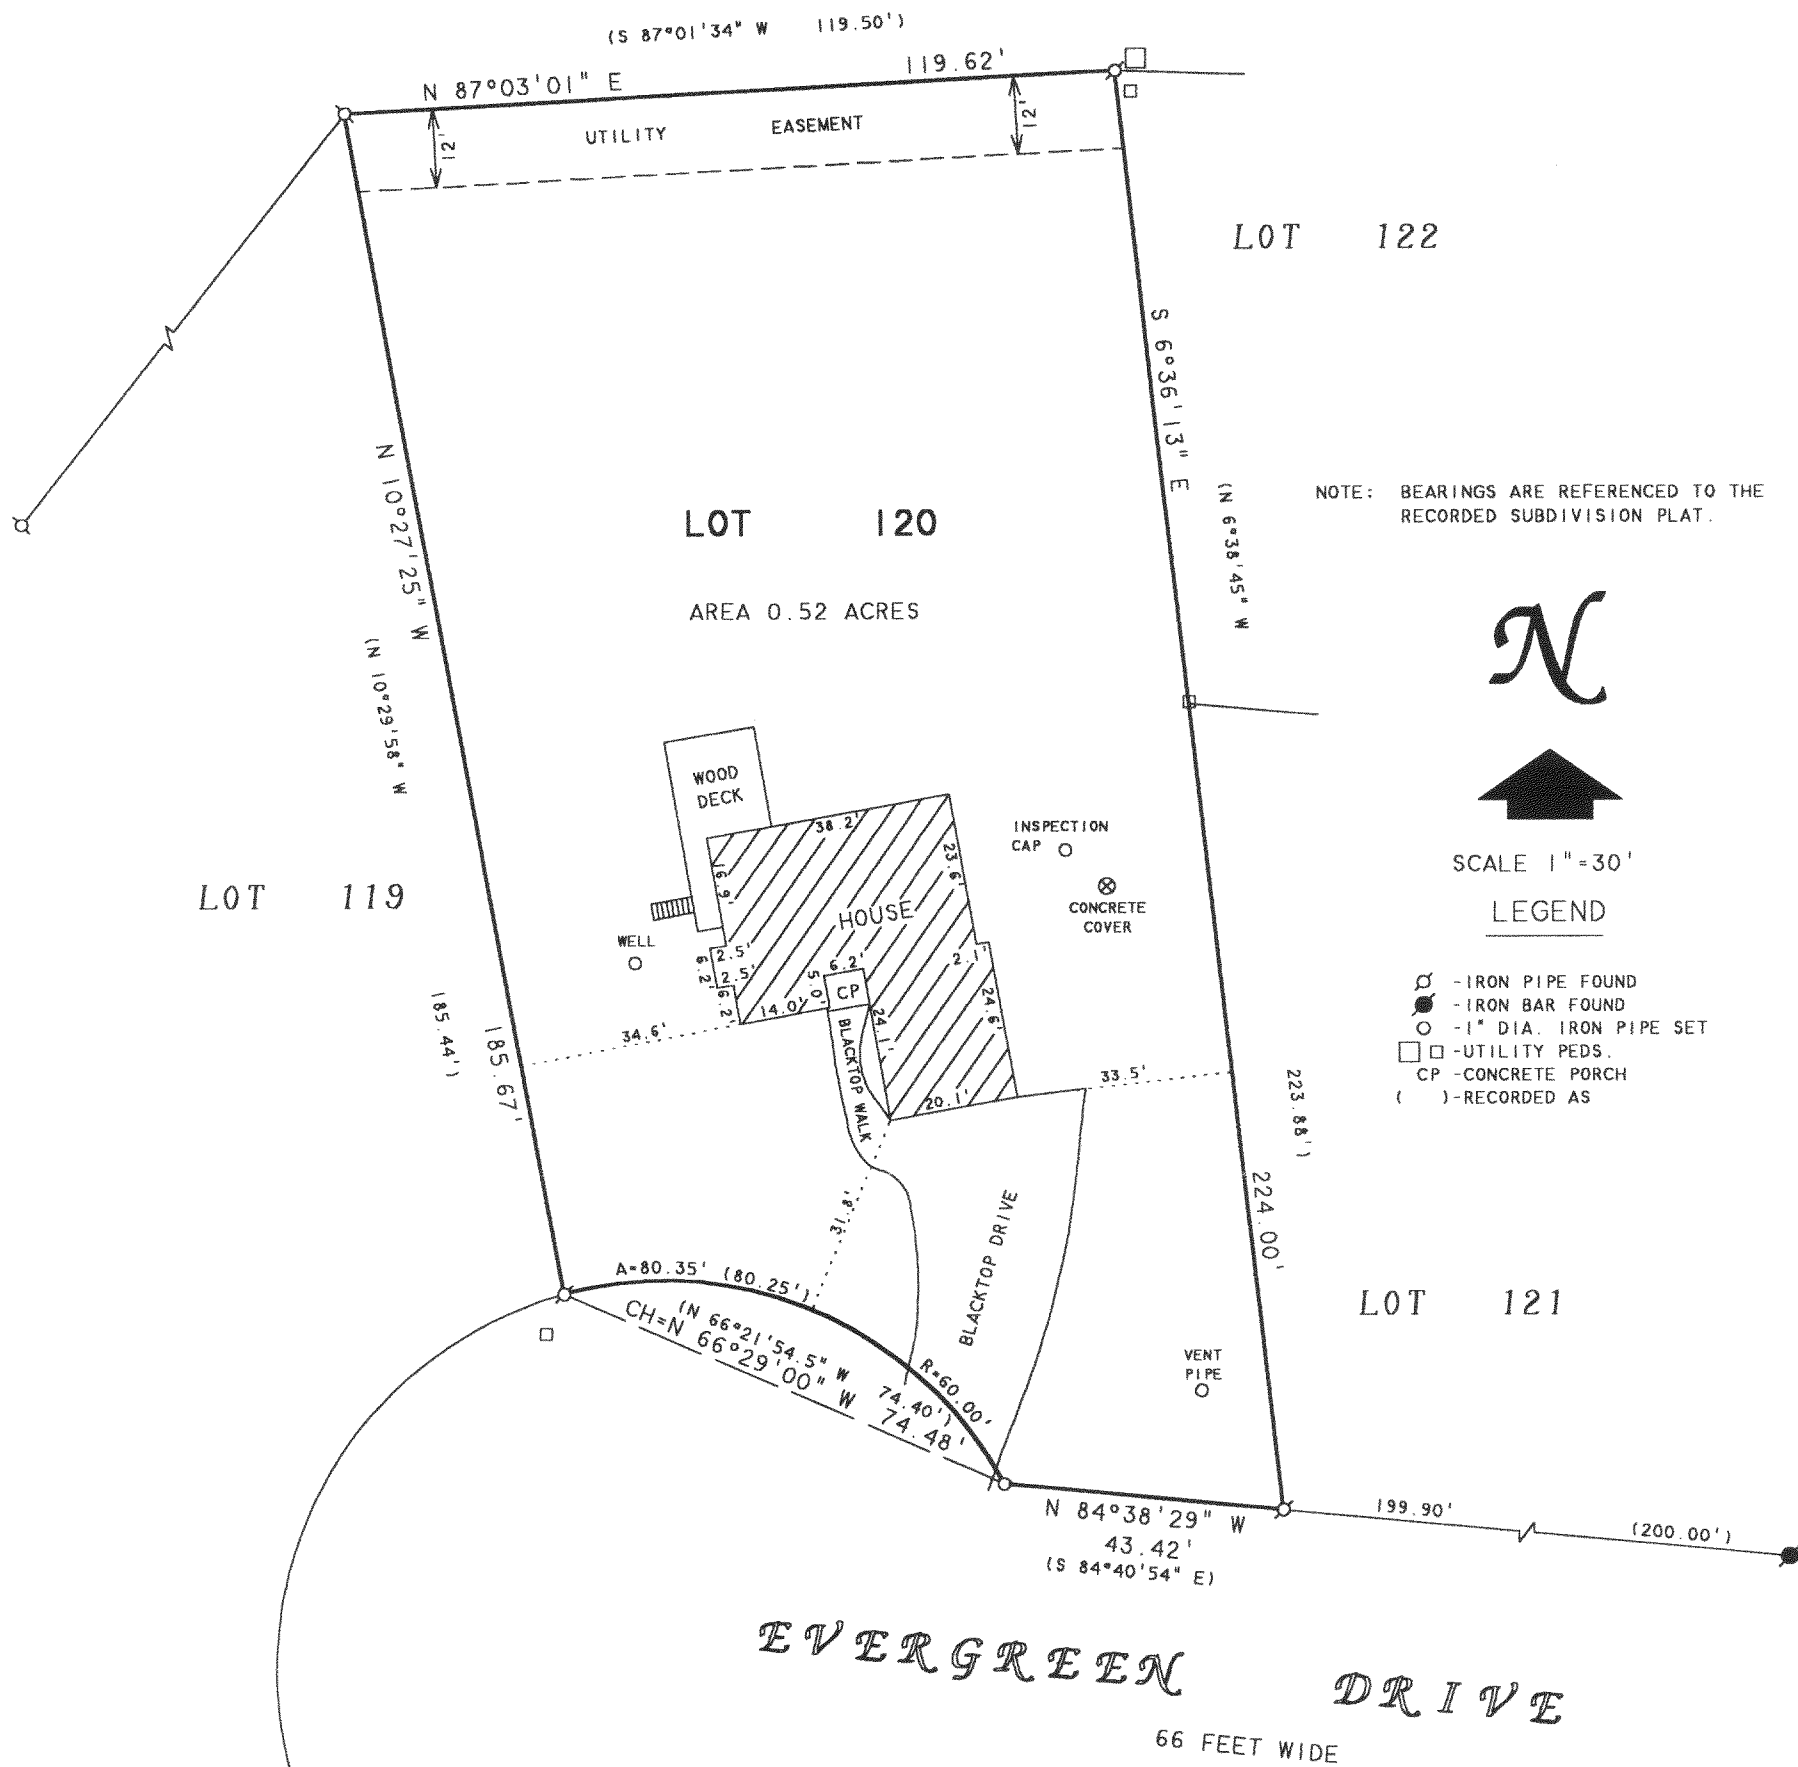 (S 87°01'34" W 119.50')
N 87°03'01" E 119.62'
12'
UTILITY EASEMENT
12'
LOT 122
S 6°36'13" E
(N 6°38'45" W
223.88')
224.00'
N 10°27'25" W
(N 10°29'58" W
185.44')
185.67'
LOT 120
AREA 0.52 ACRES
NOTE: BEARINGS ARE REFERENCED TO THE
RECORDED SUBDIVISION PLAT.
N
SCALE 1"=30'
LEGEND
-IRON PIPE FOUND
-IRON BAR FOUND
-1" DIA. IRON PIPE SET
-UTILITY PEDS.
CP -CONCRETE PORCH
( )-RECORDED AS
WOOD
DECK
38.2'
16.9'
23.6'
HOUSE
INSPECTION
CAP
CONCRETE
COVER
LOT 119
WELL
2.5'
6.2'
2.5'
6.2'
14.0'
5.0'
6.2'
CP
2.1'
24.6'
24.1'
20.1'
34.6'
33.5'
BLACKTOP WALK
31.8'
BLACKTOP DRIVE
A=80.35' (80.25')
R=60.00'
(N 66°21'54.5" W 74.40')
CH=N 66°29'00" W 74.48'
LOT 121
VENT
PIPE
N 84°38'29" W
43.42'
(S 84°40'54" E)
199.90' (200.00')
EVERGREEN DRIVE
66 FEET WIDE